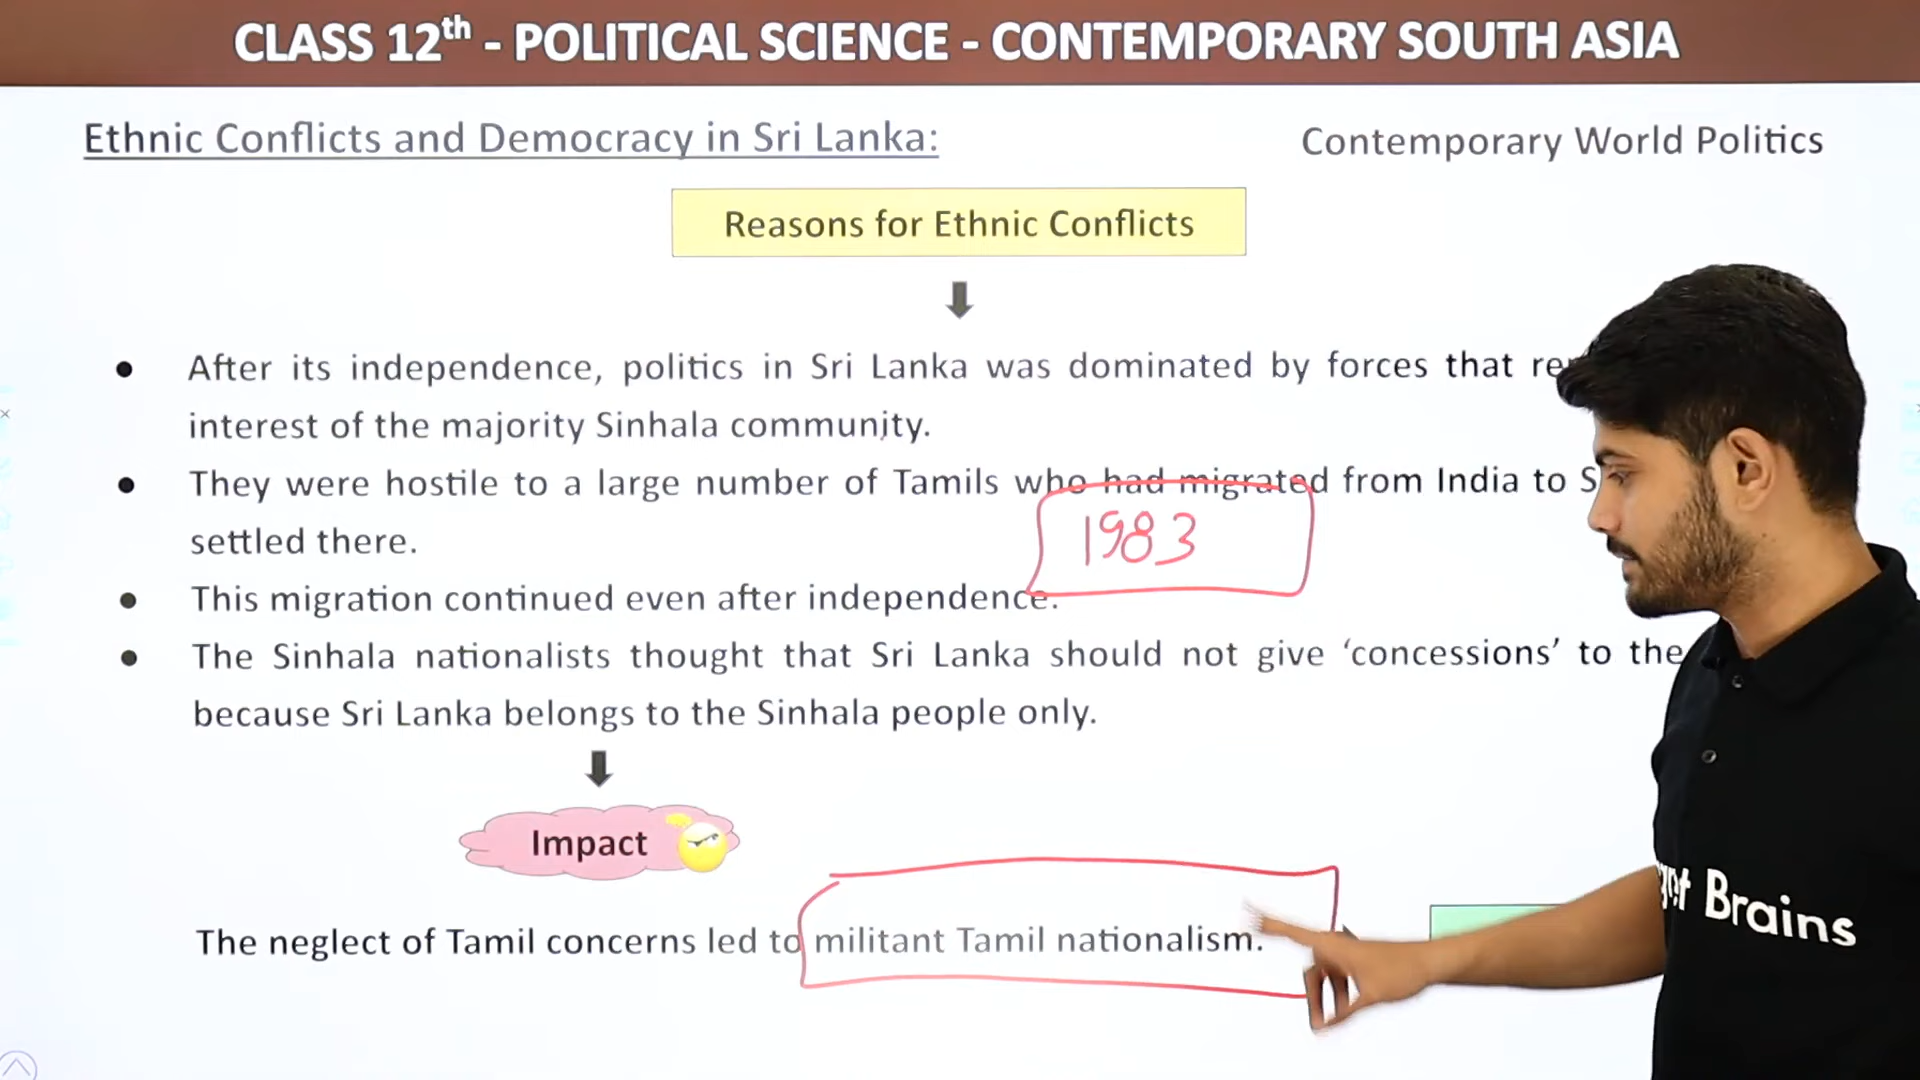 CLASS 12th - POLITICAL SCIENCE - CONTEMPORARY SOUTH ASIA
Ethnic Conflicts and Democracy in Sri Lanka:
Contemporary World Politics
Reasons for Ethnic Conflicts
After its independence, politics in Sri Lanka was dominated by forces that
interest of the majority Sinhala community.
They were hostile to a large number of Tamils who had migrated from India to
settled there.
1983
This migration continued even after independence.
The Sinhala nationalists thought that Sri Lanka should not give ‘concessions’ to the
because Sri Lanka belongs to the Sinhala people only.
Impact
The neglect of Tamil concerns led to militant Tamil nationalism.
Brains